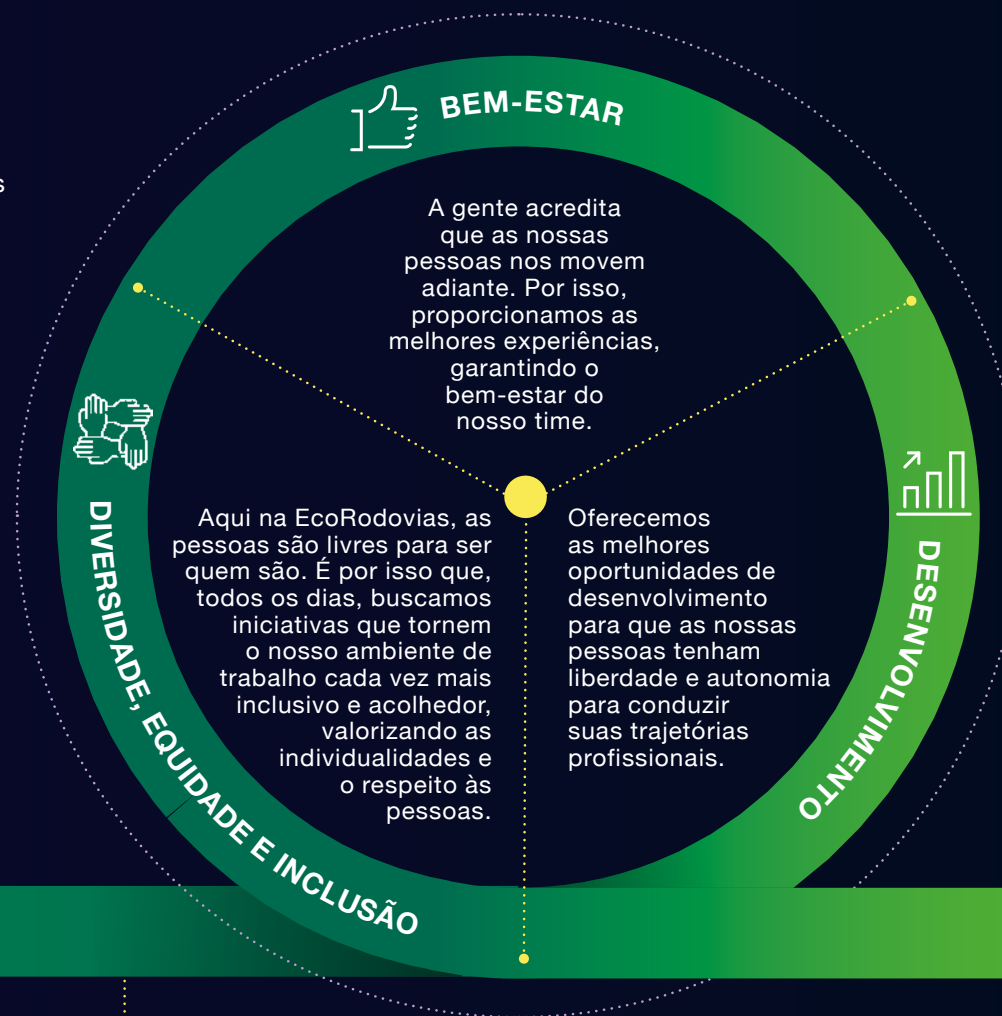 BEM-ESTAR
A gente acredita
que as nossas
pessoas nos movem
adiante. Por isso,
proporcionamos as
melhores experiências,
garantindo o
bem-estar do
nosso time.
DIVERSIDADE, EQUIDADE E INCLUSÃO
Aqui na EcoRodovias, as
pessoas são livres para ser
quem são. É por isso que,
todos os dias, buscamos
iniciativas que tornem
o nosso ambiente de
trabalho cada vez mais
inclusivo e acolhedor,
valorizando as
individualidades e
o respeito às
pessoas.
DESENVOLVIMENTO
Oferecemos
as melhores
oportunidades de
desenvolvimento
para que as nossas
pessoas tenham
liberdade e autonomia
para conduzir
suas trajetórias
profissionais.